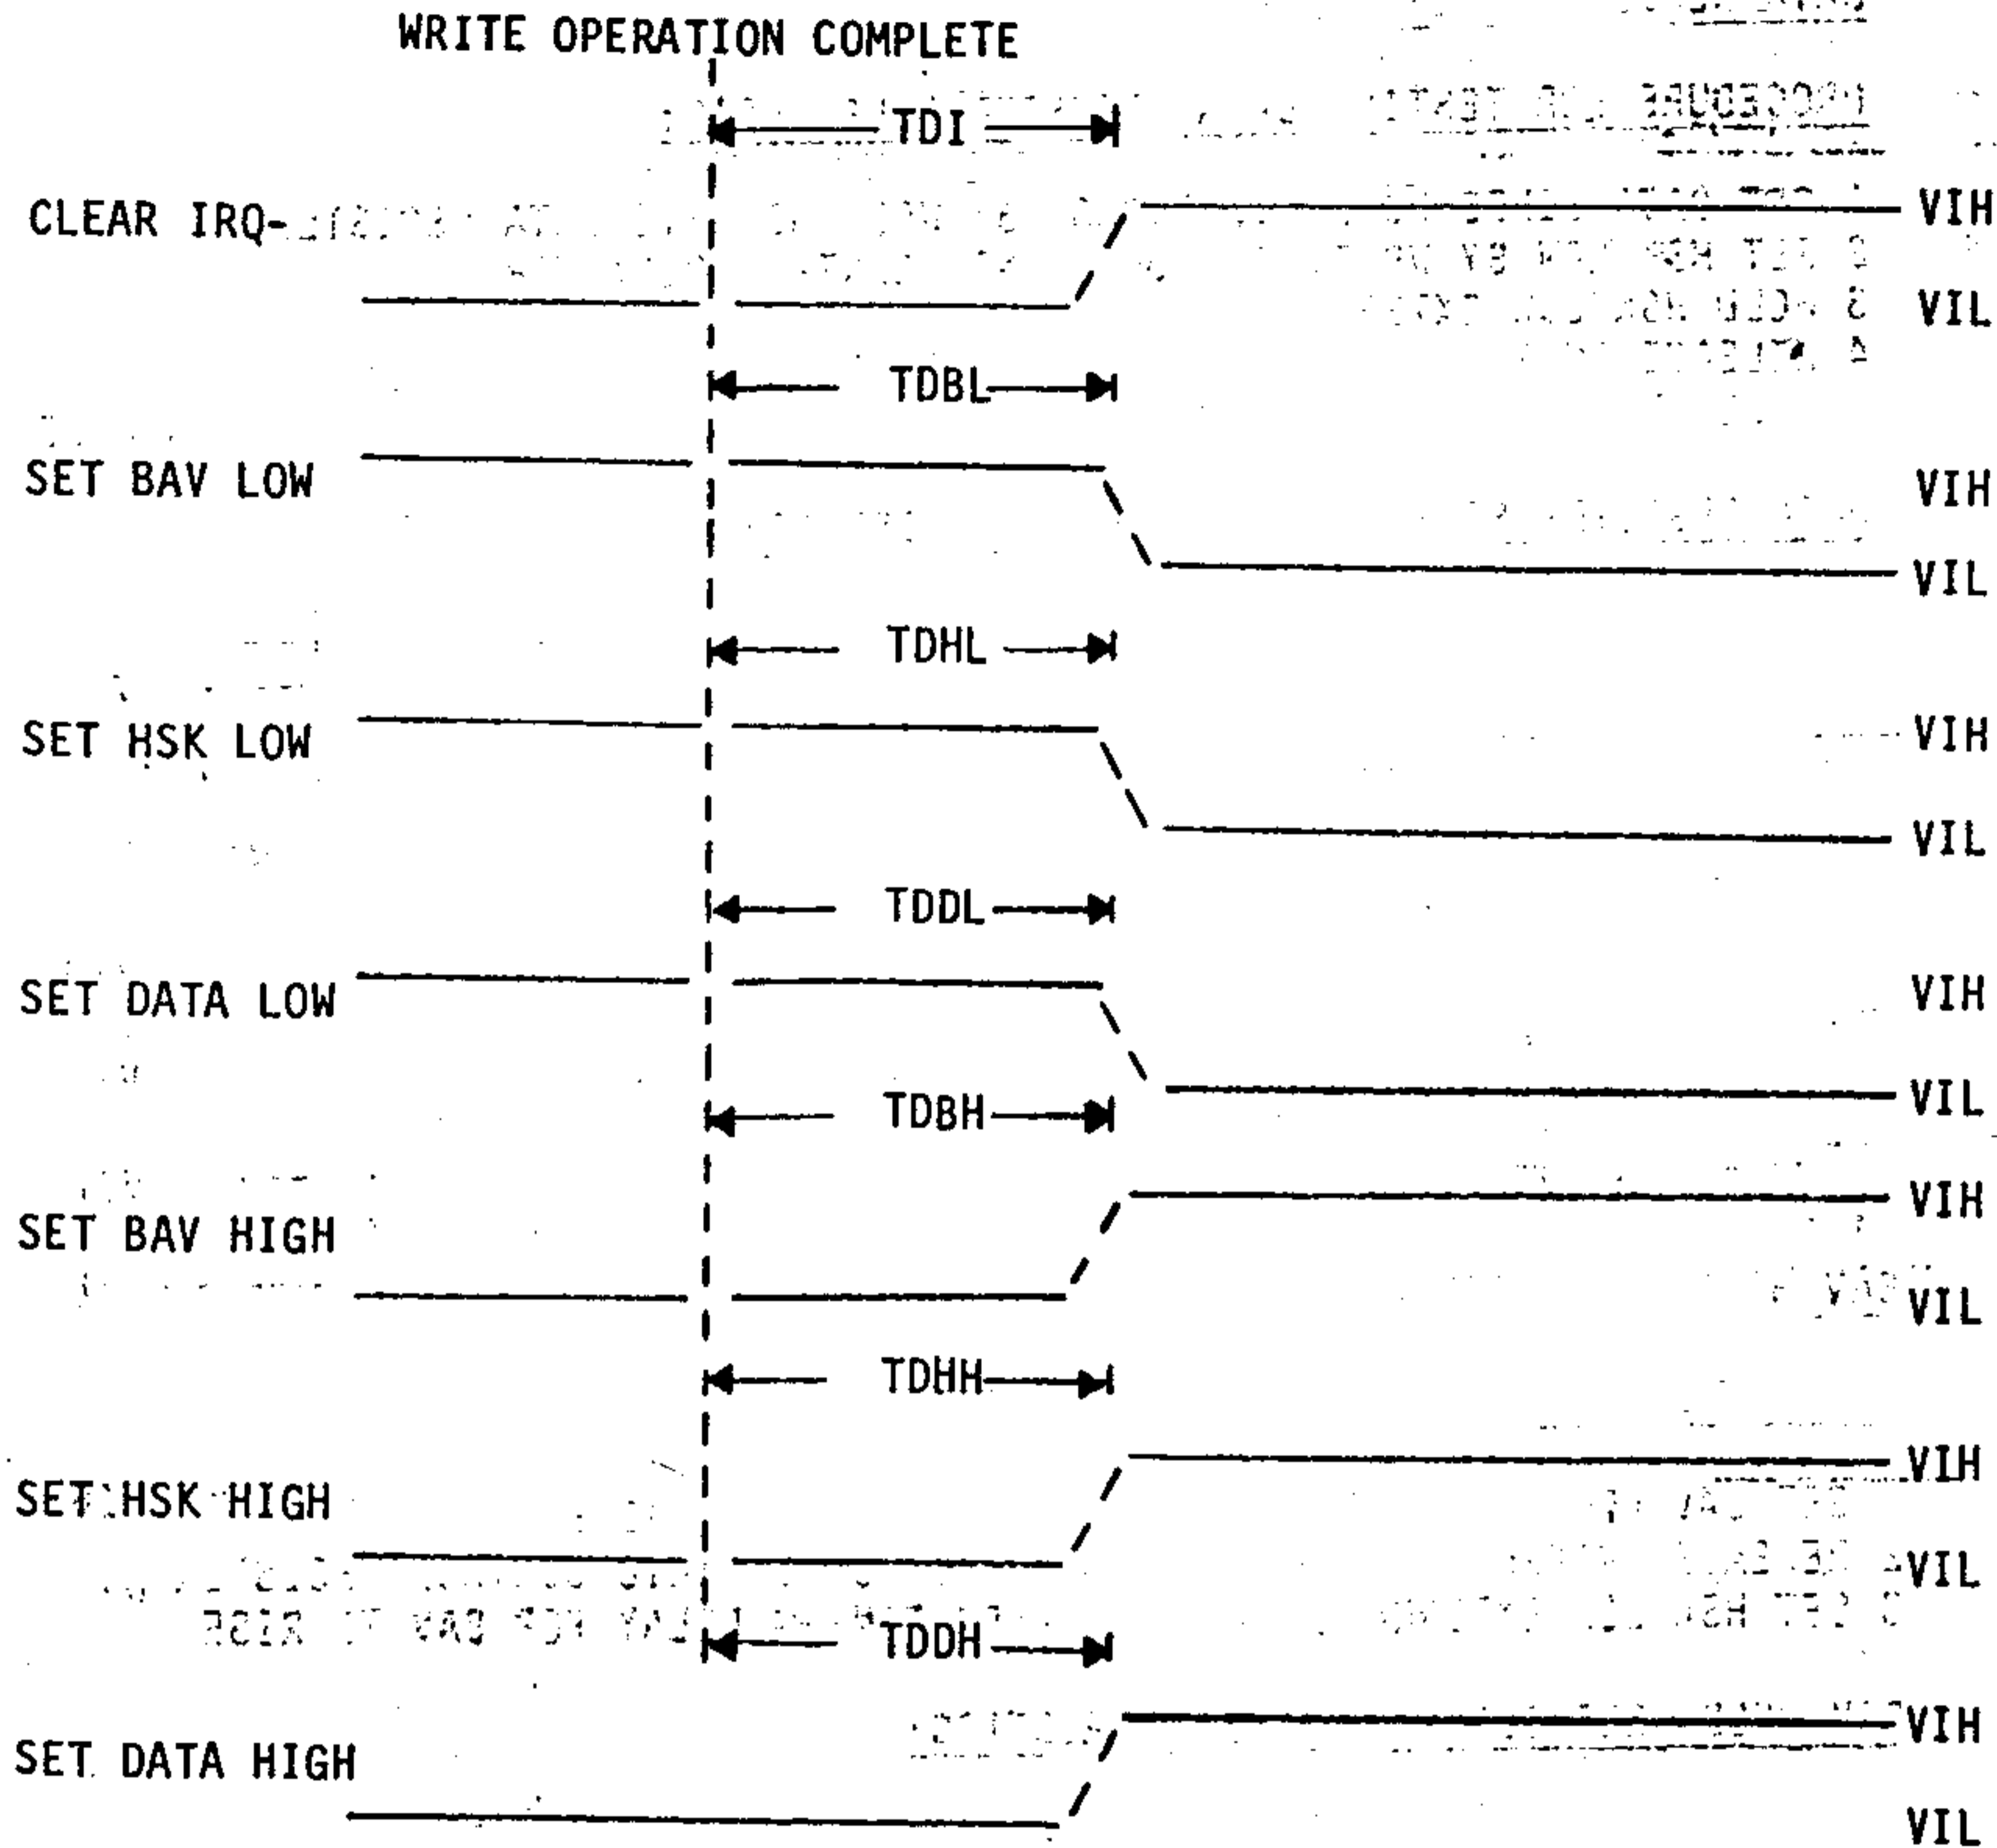 WRITE OPERATION COMPLETE
TDI
CLEAR IRQ-
VIH
VIL
TDBL
SET BAV LOW
VIH
VIL
TDHL
SET HSK LOW
VIH
VIL
TDDL
SET DATA LOW
VIH
VIL
TDBH
SET BAV HIGH
VIH
VIL
TDHH
SET HSK HIGH
VIH
VIL
TDDH
SET DATA HIGH
VIH
VIL